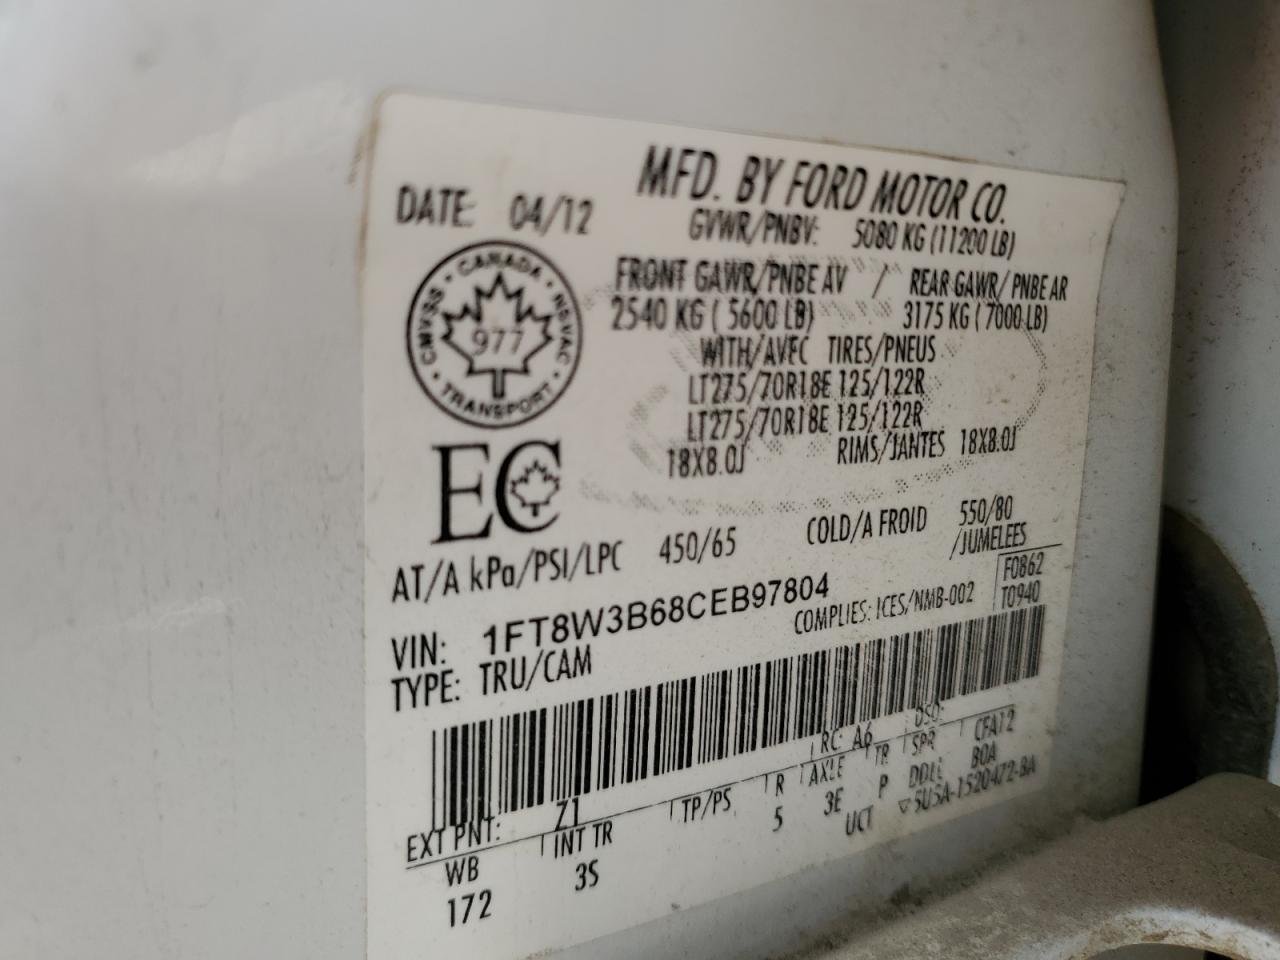 MFD. BY FORD MOTOR CO.
DATE: 04/12
GVWR/PNBV: 5080 KG (11200 LB)
FRONT GAWR/PNBE AV / REAR GAWR/ PNBE AR
2540 KG ( 5600 LB) 3175 KG ( 7000 LB)
WITH/AVEC TIRES/PNEUS
LT275/70R18E 125/122R
LT275/70R18E 125/122R
18X8.0J RIMS/JANTES 18X8.0J
CANADA • NSVAC • TRANSPORT • CMVSS •
977
EC
AT/A kPa/PSI/LPC 450/65 COLD/A FROID 550/80
/JUMELEES
VIN: 1FT8W3B68CEB97804
F0862
COMPLIES: ICES/NMB-002 T0940
TYPE: TRU/CAM
RC: A6 DSO:
EXT PNT: Z1
WB INT TR TP/PS R AXLE TR SPR CFA12
172 3S 5 3E P DDLL BOA
UCT ▽ 5U5A-1520472-BA